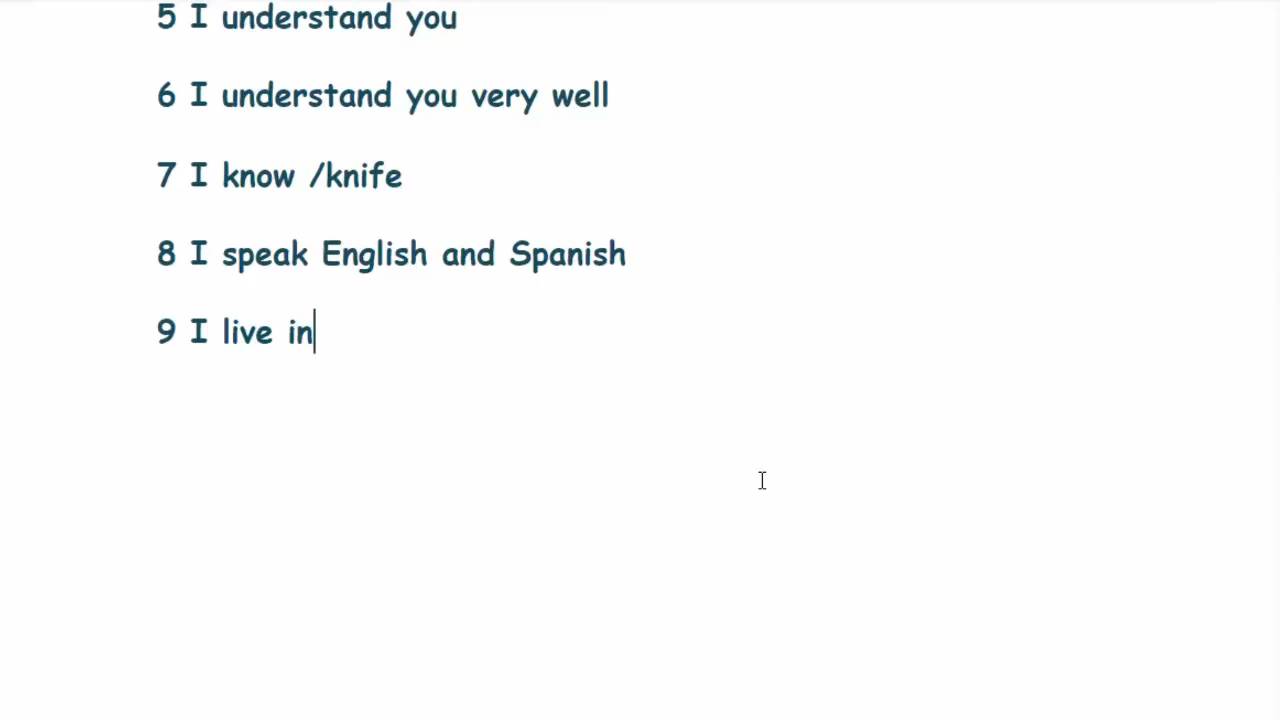 5 I understand you
6 I understand you very well
7 I know /knife
8 I speak English and Spanish
9 I live in